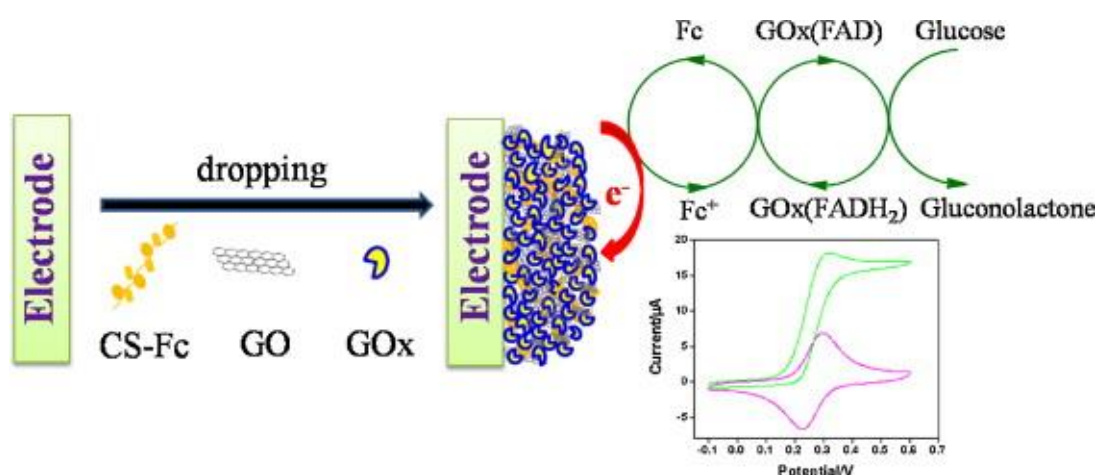 Electrode
dropping
CS-Fc
GO
GOx
Electrode
e⁻
Fc
GOx(FAD)
Glucose
Fc⁺
GOx(FADH₂)
Gluconolactone
Current/μA
20
15
10
5
0
-5
-0.1 0.0 0.1 0.2 0.3 0.4 0.5 0.6 0.7
Potential/V